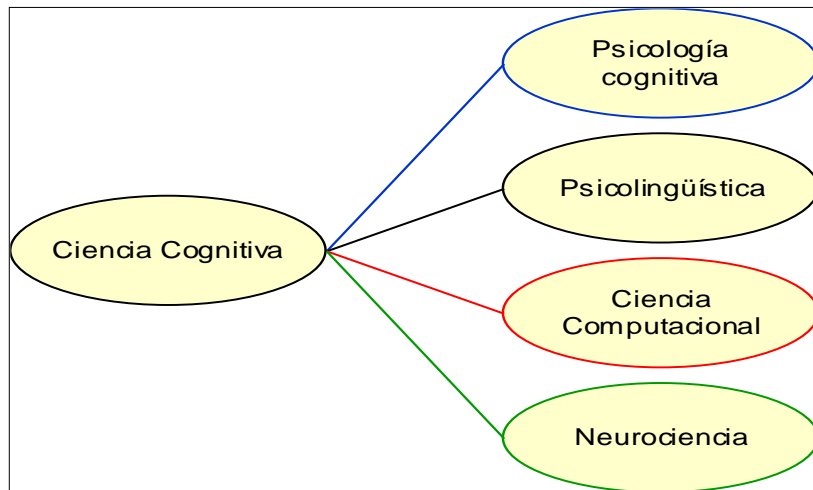 Psicología
cognitiva
Psicolingüística
Ciencia Cognitiva
Ciencia
Computacional
Neurociencia